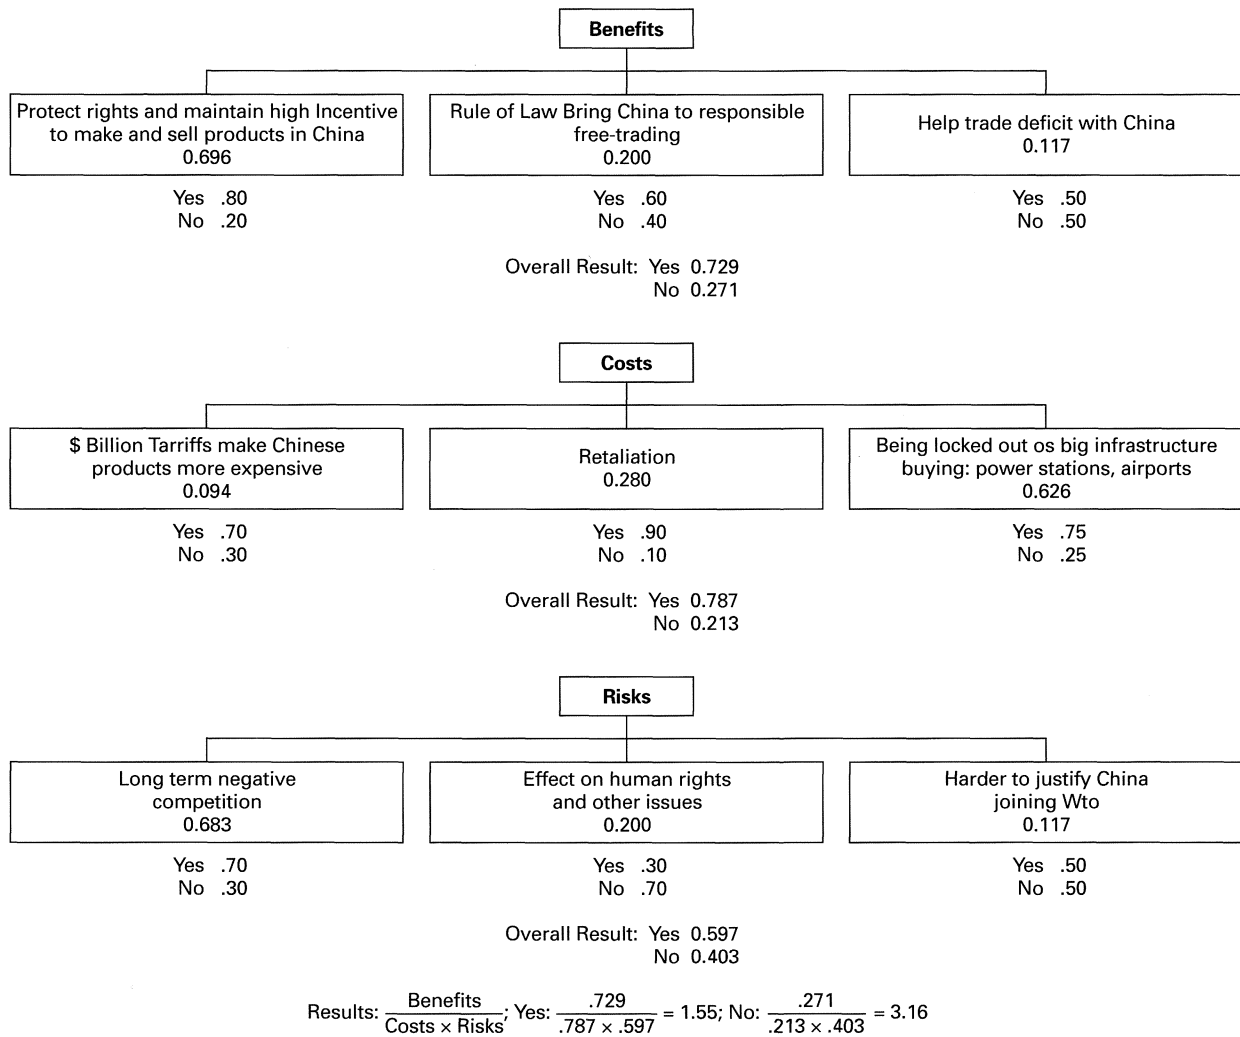 Benefits
Protect rights and maintain high Incentive
to make and sell products in China
0.696
Rule of Law Bring China to responsible
free-trading
0.200
Help trade deficit with China
0.117
Yes .80
No .20
Yes .60
No .40
Yes .50
No .50
Overall Result: Yes 0.729
No 0.271
Costs
$ Billion Tarriffs make Chinese
products more expensive
0.094
Retaliation
0.280
Being locked out os big infrastructure
buying: power stations, airports
0.626
Yes .70
No .30
Yes .90
No .10
Yes .75
No .25
Overall Result: Yes 0.787
No 0.213
Risks
Long term negative
competition
0.683
Effect on human rights
and other issues
0.200
Harder to justify China
joining Wto
0.117
Yes .70
No .30
Yes .30
No .70
Yes .50
No .50
Overall Result: Yes 0.597
No 0.403
Results: Benefits / Costs × Risks; Yes: .729 / .787 × .597 = 1.55; No: .271 / .213 × .403 = 3.16